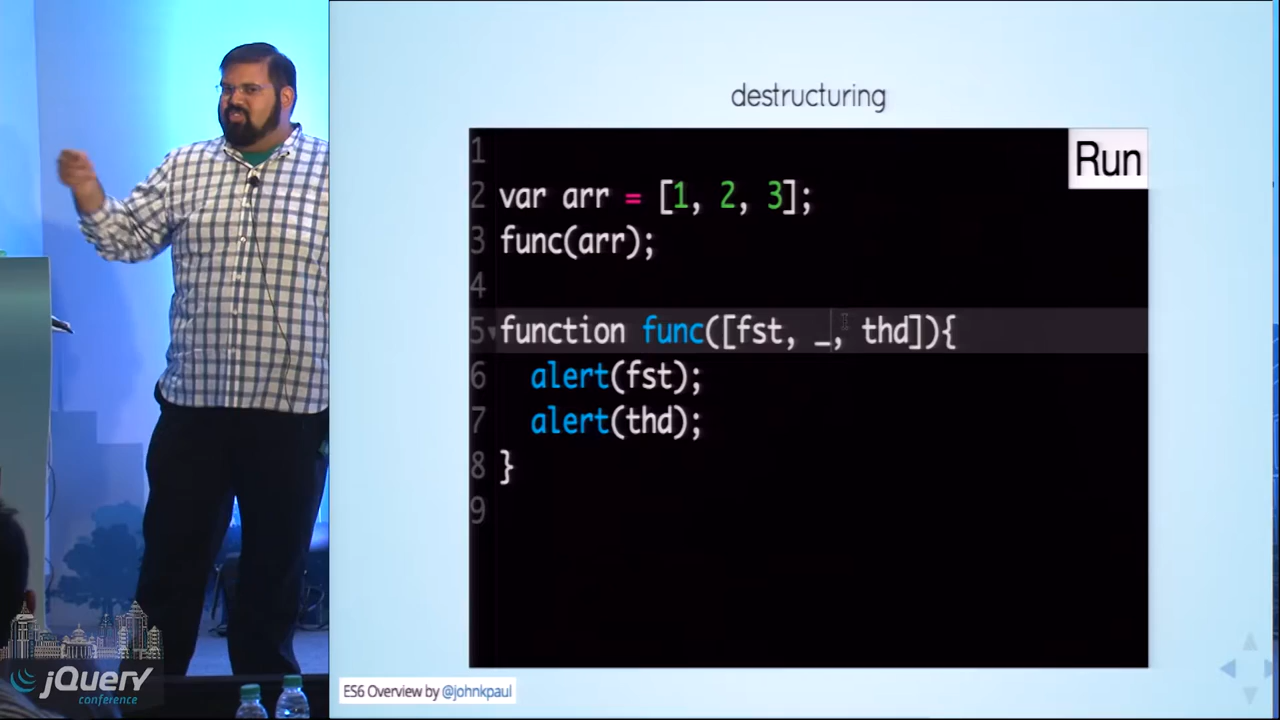 destructuring
Run
1
2 var arr = [1, 2, 3];
3 func(arr);
4
5 function func([fst, _, thd]){
6 alert(fst);
7 alert(thd);
8 }
9
ES6 Overview by @johnkpaul
jQuery
conference